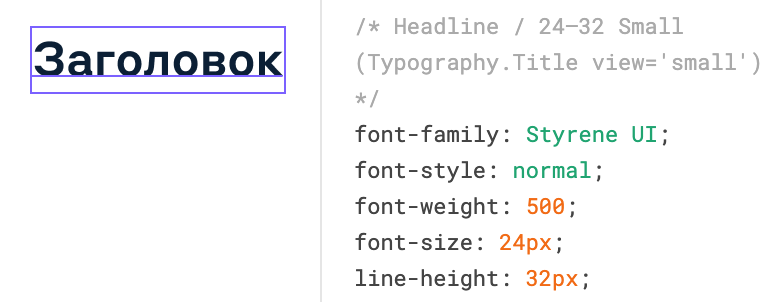 Заголовок
/* Headline / 24–32 Small
(Typography.Title view='small')
*/
font-family: Styrene UI;
font-style: normal;
font-weight: 500;
font-size: 24px;
line-height: 32px;